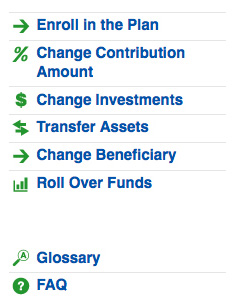 Enroll in the Plan
% Change Contribution
Amount
$ Change Investments
Transfer Assets
Change Beneficiary
Roll Over Funds
A Glossary
? FAQ